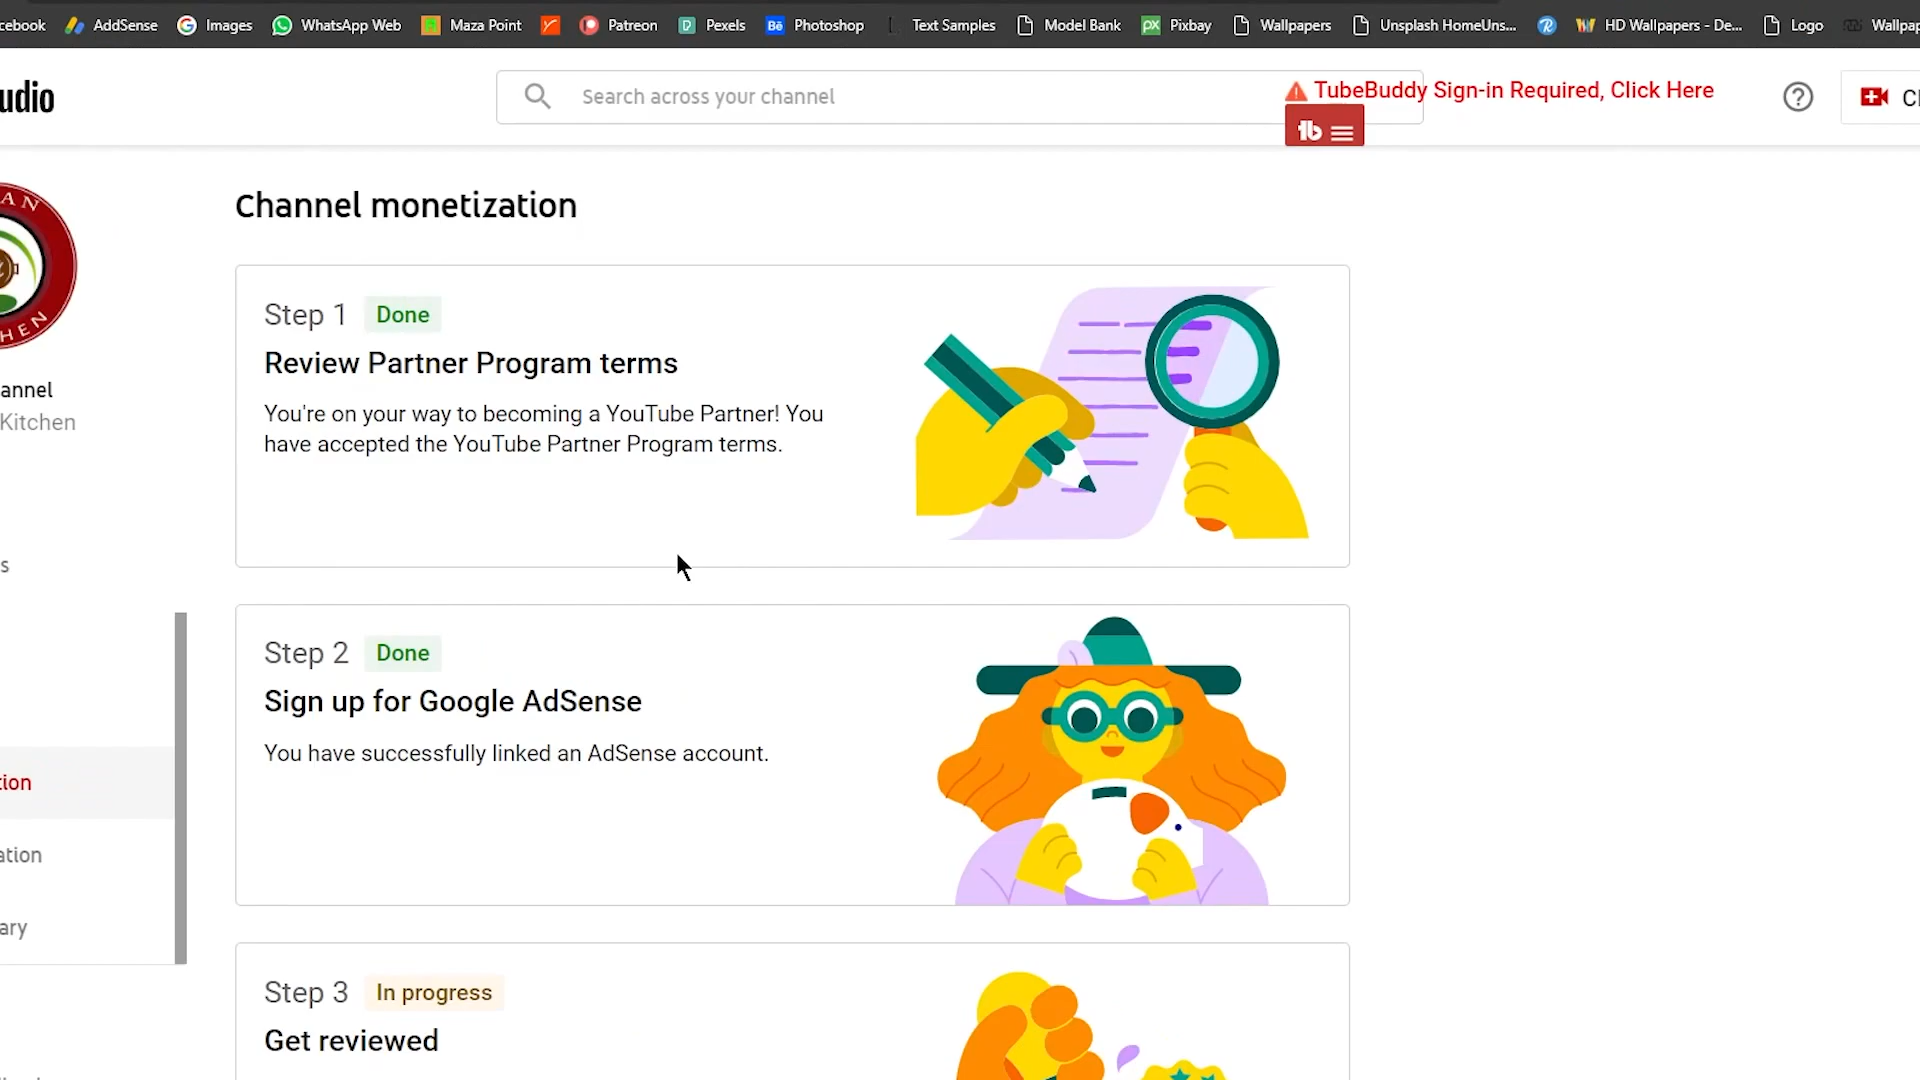 cebook AddSense Images WhatsApp Web Maza Point Patreon Pexels Photoshop Text Samples Model Bank Pixbay Wallpapers Unsplash HomeUns... HD Wallpapers - De... Logo Wallpap
udio
Search across your channel
TubeBuddy Sign-in Required, Click Here
Channel monetization
annel
Kitchen
s
tion
ation
ary
Step 1 Done
Review Partner Program terms
You're on your way to becoming a YouTube Partner! You
have accepted the YouTube Partner Program terms.
Step 2 Done
Sign up for Google AdSense
You have successfully linked an AdSense account.
Step 3 In progress
Get reviewed